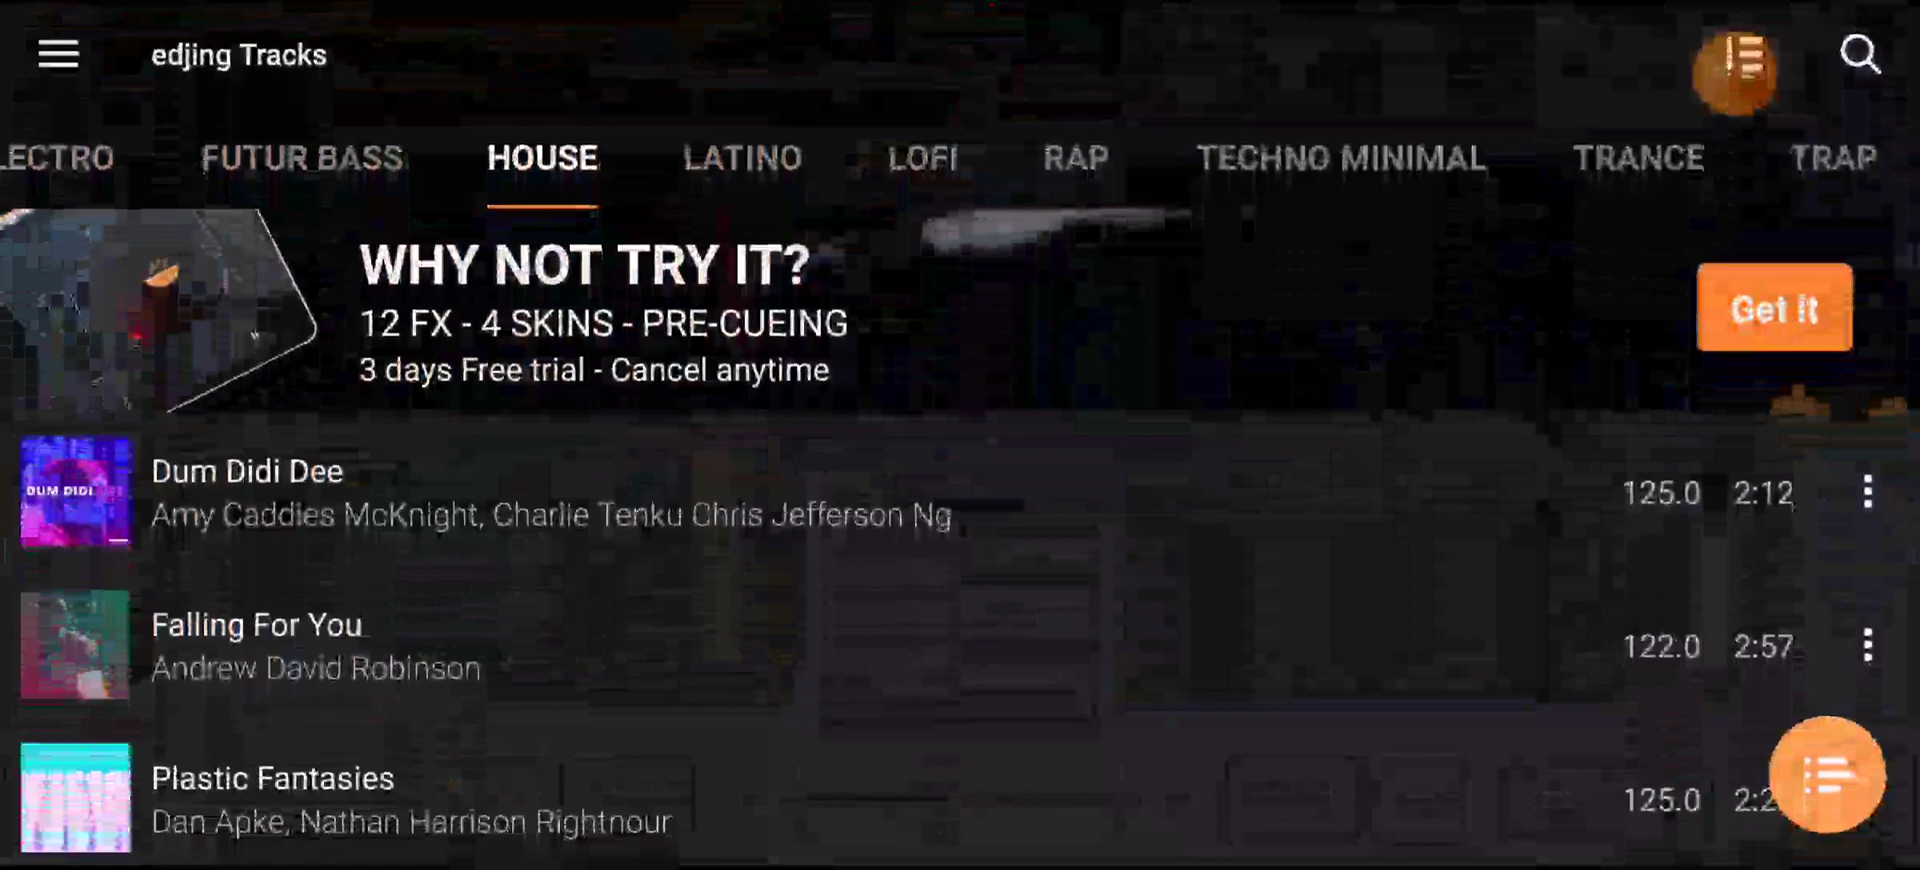 edjing Tracks
LECTRO FUTUR BASS HOUSE LATINO LOFI RAP TECHNO MINIMAL TRANCE TRAP
WHY NOT TRY IT?
12 FX - 4 SKINS - PRE-CUEING
3 days Free trial - Cancel anytime
Get it
DUM DIDI
Dum Didi Dee
Amy Caddies McKnight, Charlie Tenku Chris Jefferson Ng
125.0 2:12
Falling For You
Andrew David Robinson
122.0 2:57
Plastic Fantasies
Dan Apke, Nathan Harrison Rightnour
125.0 2:2